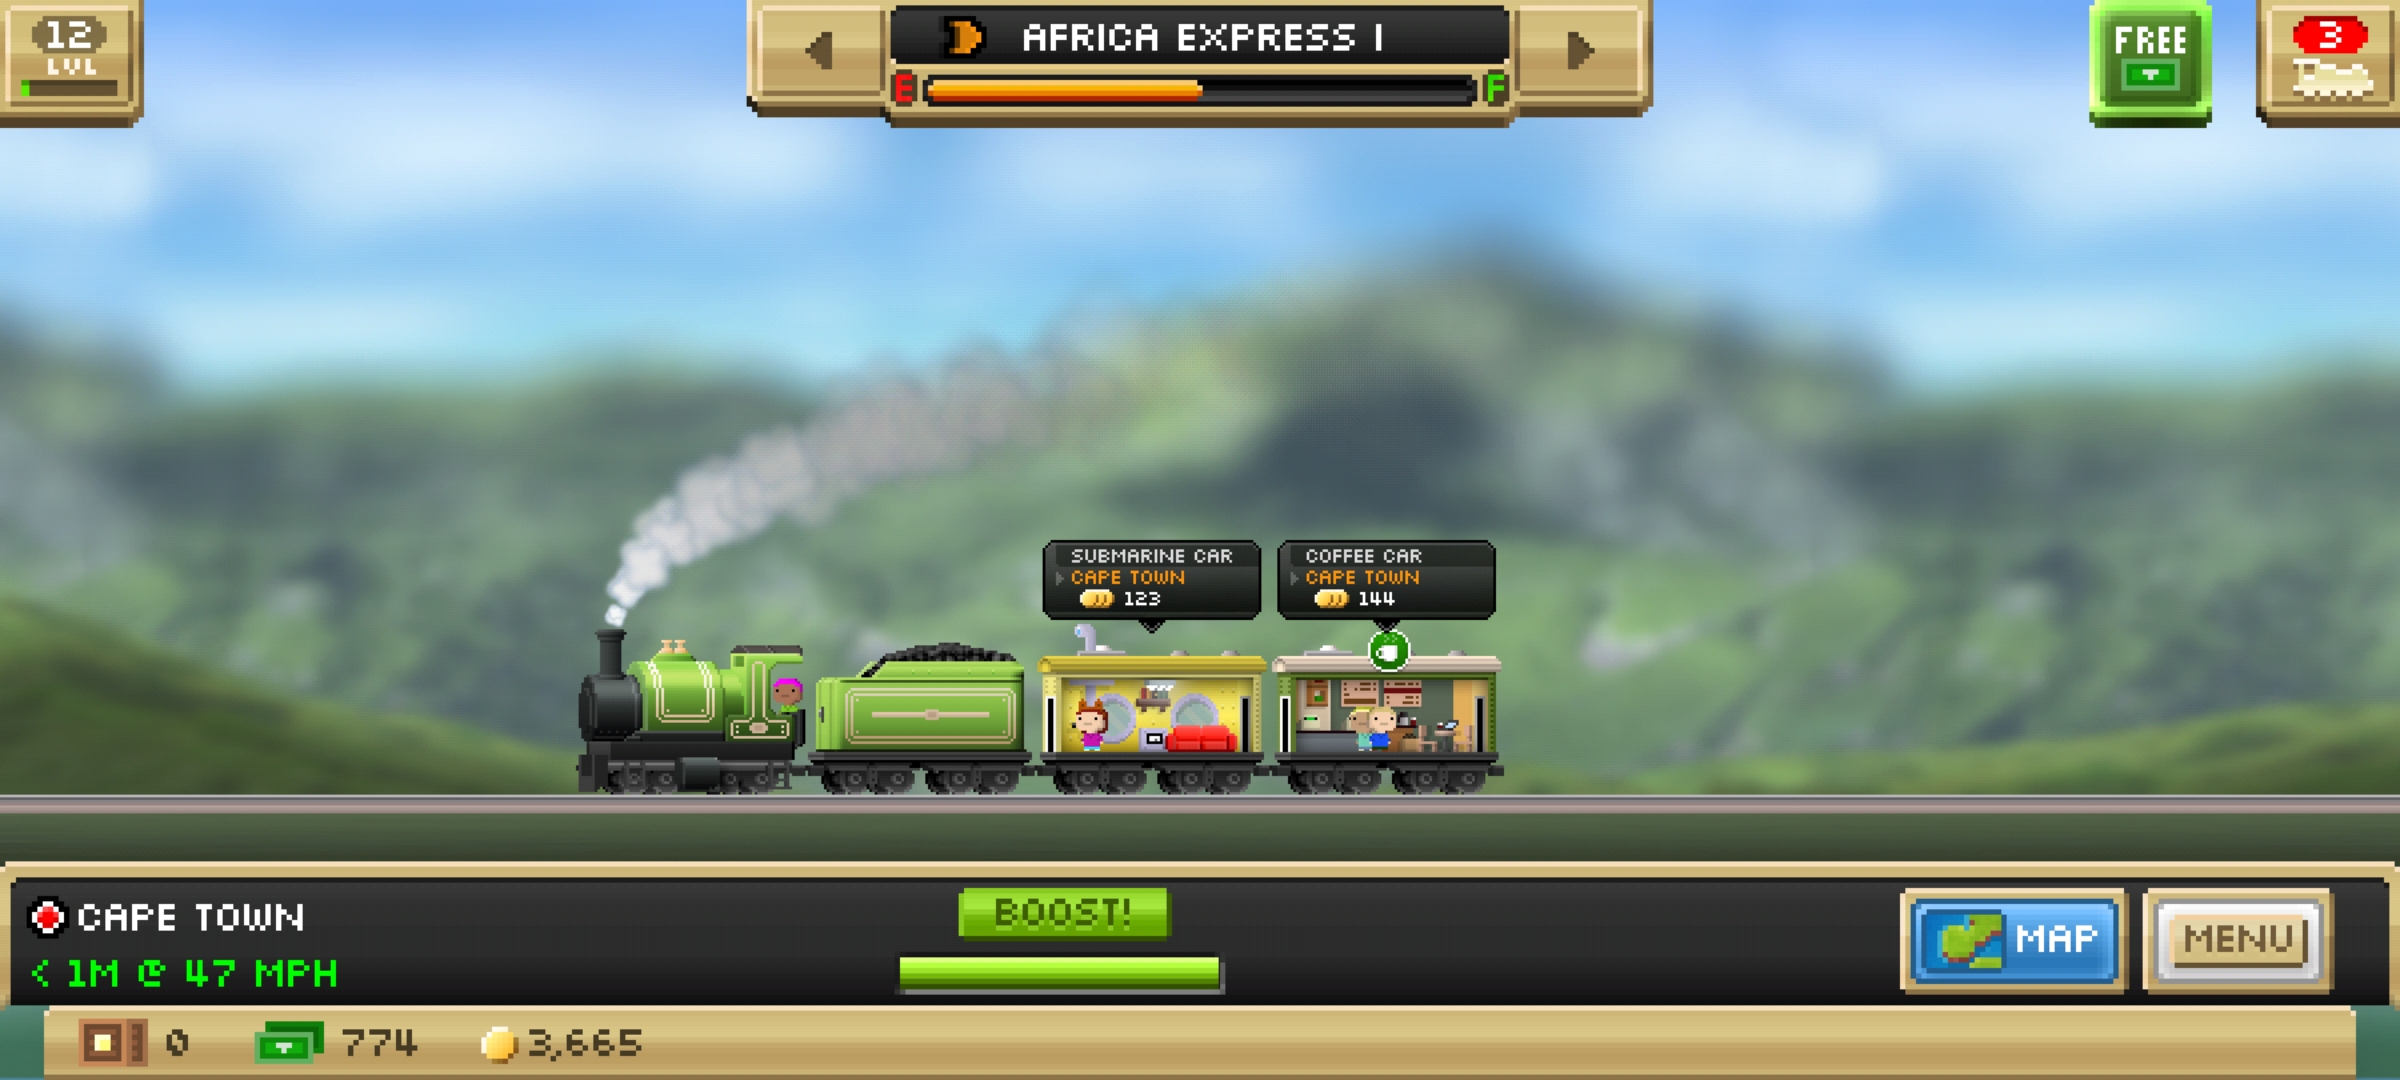 12
LVL
AFRICA EXPRESS I
E F
FREE
3
SUBMARINE CAR
CAPE TOWN
123
COFFEE CAR
CAPE TOWN
144
CAPE TOWN
< 1M @ 47 MPH
BOOST!
MAP
MENU
0
774
3,665